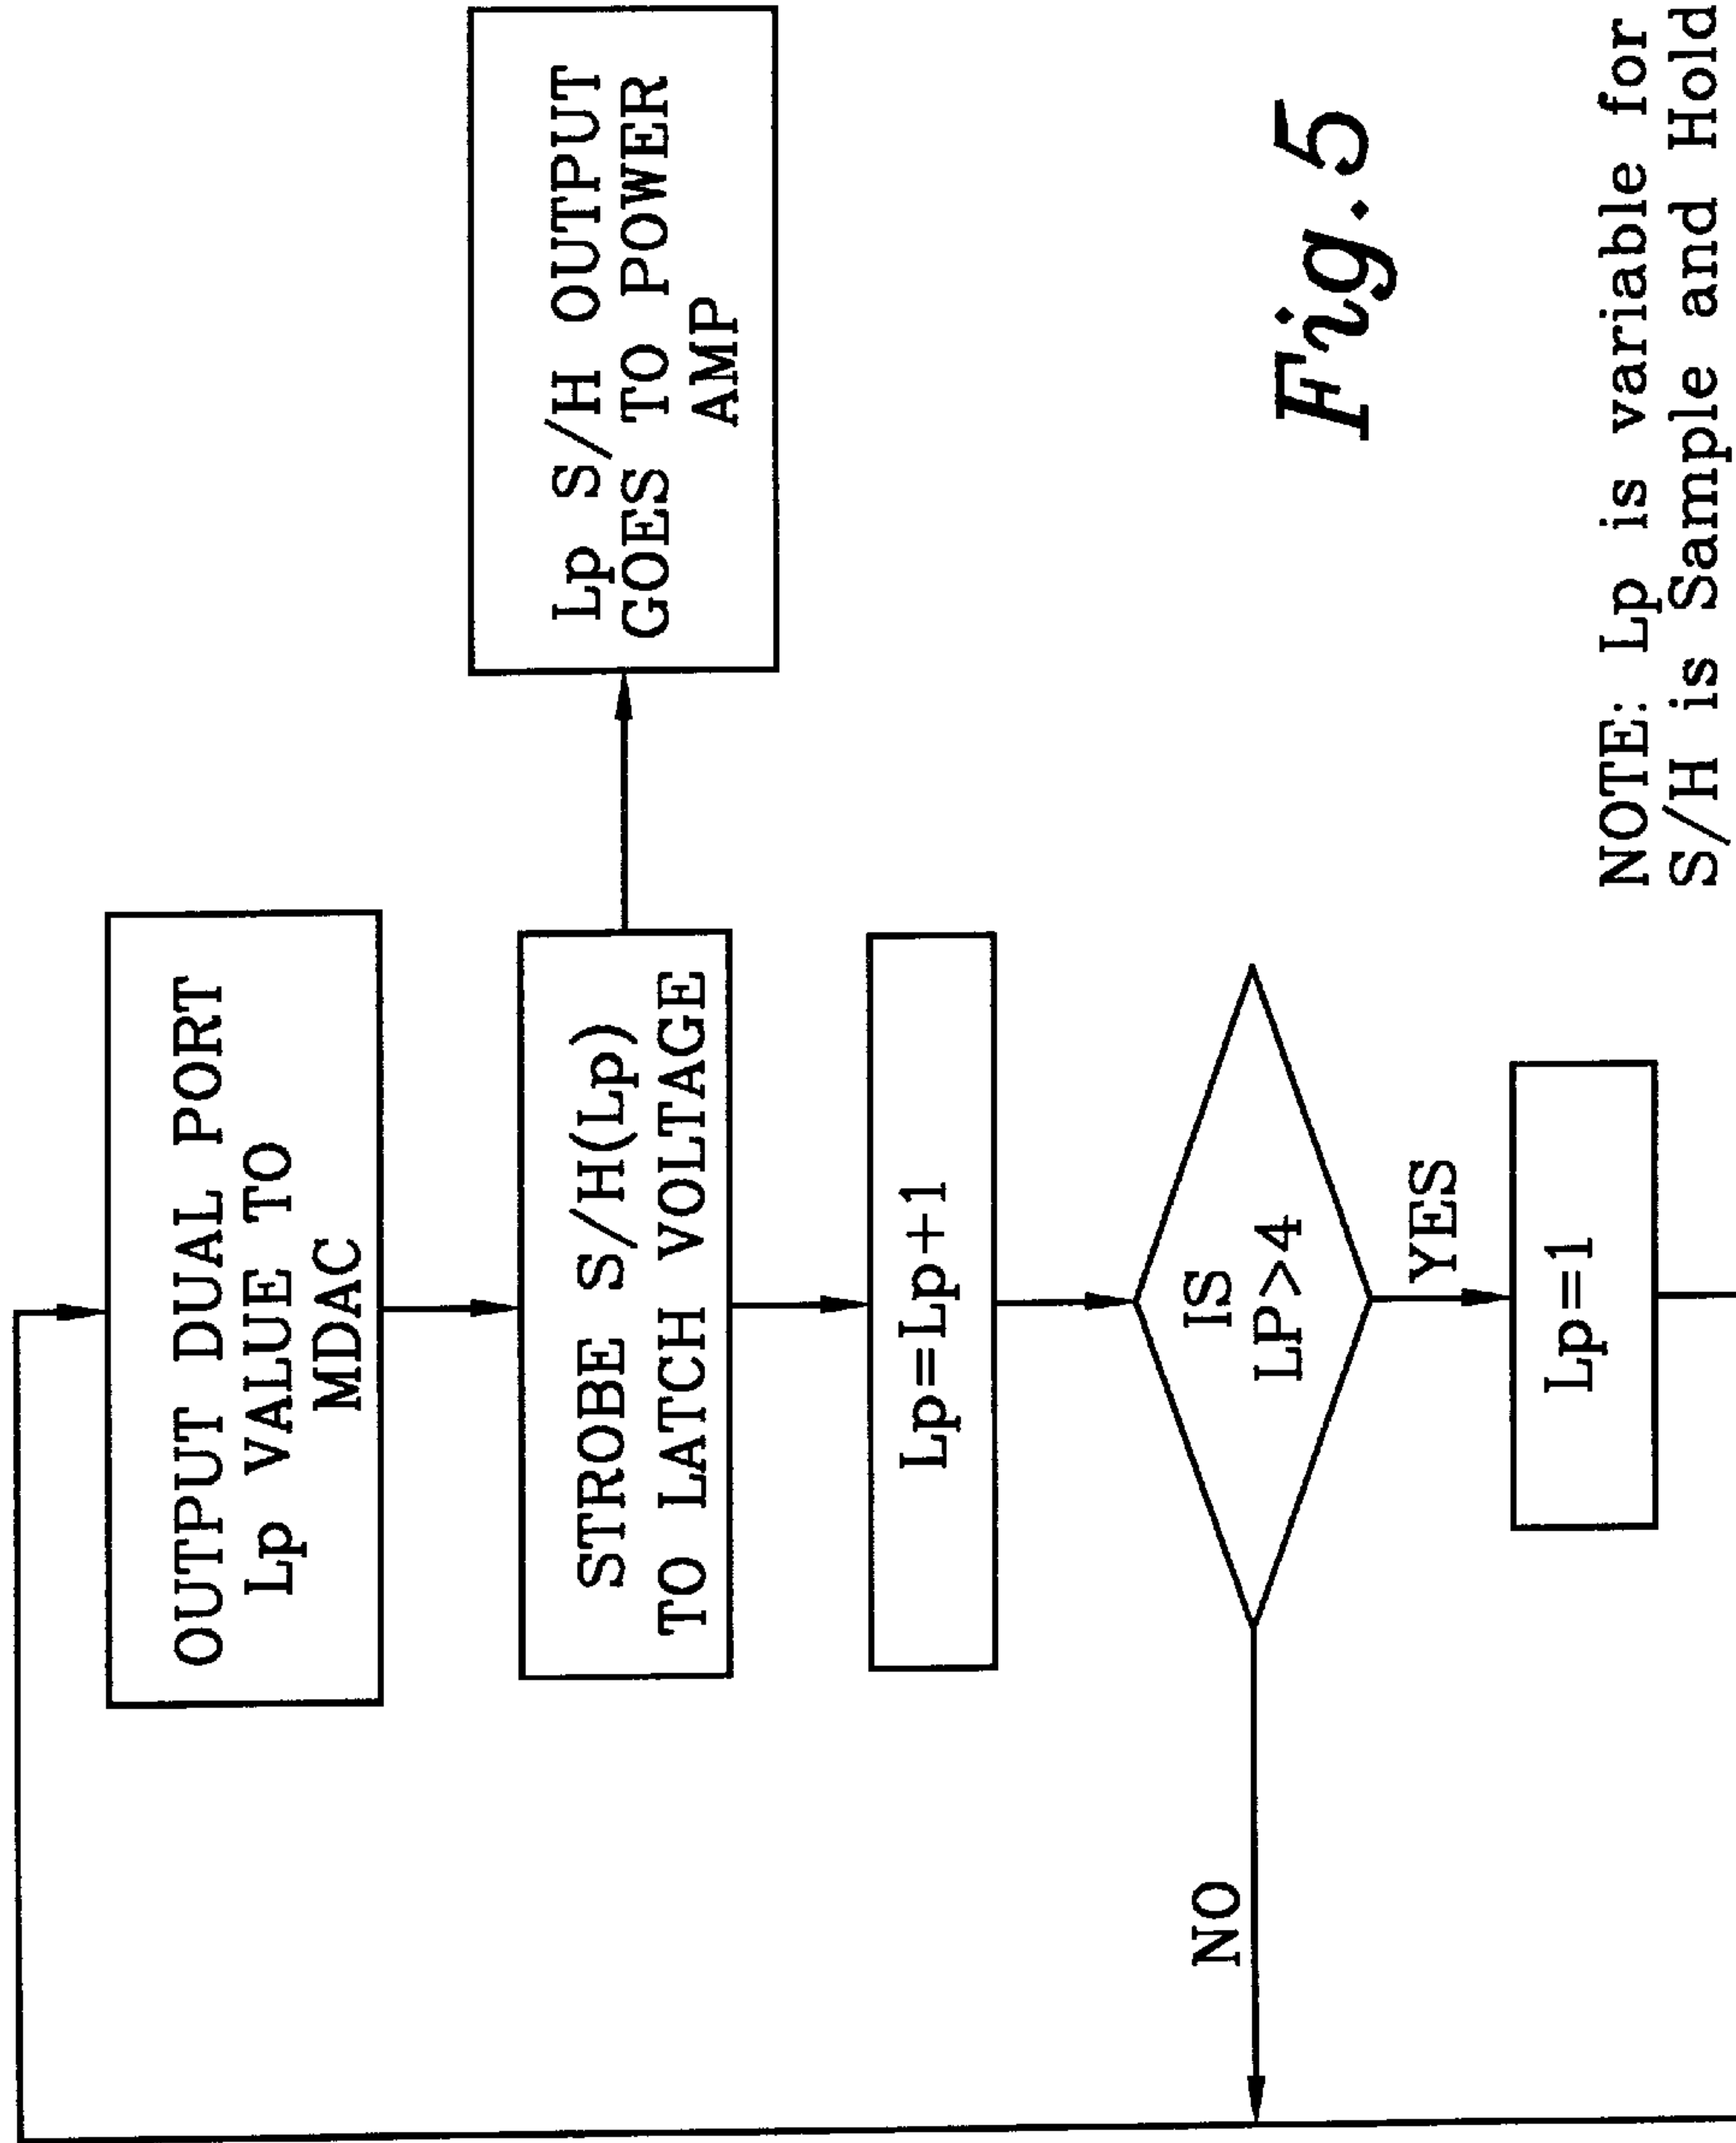 OUTPUT DUAL PORT
Lp VALUE TO
MDAC
STROBE S/H(Lp)
TO LATCH VOLTAGE
Lp S/H OUTPUT
GOES TO POWER
AMP
Lp=Lp+1
IS
LP>4
NO
YES
Lp=1
Fig. 5
NOTE: Lp is variable for
S/H is Sample and Hold